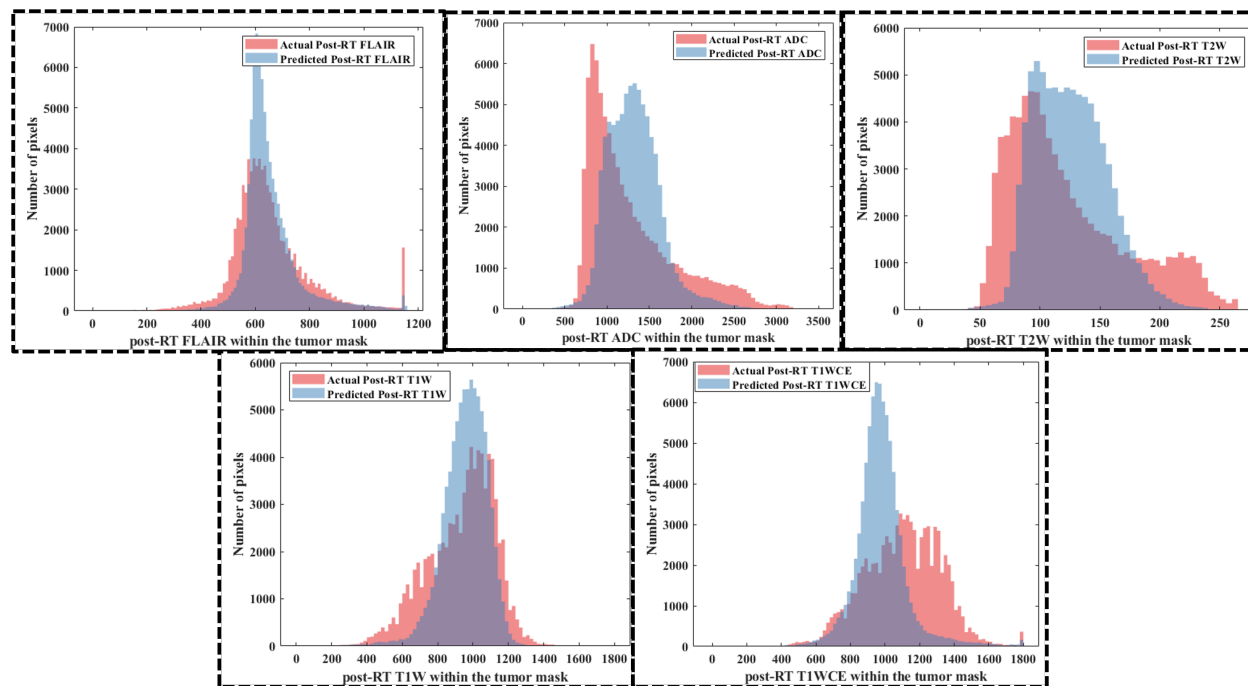 7000
6000
5000
4000
3000
2000
1000
0
Number of pixels
Actual Post-RT FLAIR
Predicted Post-RT FLAIR
0 200 400 600 800 1000 1200
post-RT FLAIR within the tumor mask
7000
6000
5000
4000
3000
2000
1000
0
Number of pixels
Actual Post-RT ADC
Predicted Post-RT ADC
0 500 1000 1500 2000 2500 3000 3500
post-RT ADC within the tumor mask
6000
5000
4000
3000
2000
1000
0
Number of pixels
Actual Post-RT T2W
Predicted Post-RT T2W
0 50 100 150 200 250
post-RT T2W within the tumor mask
6000
5000
4000
3000
2000
1000
0
Number of pixels
Actual Post-RT T1W
Predicted Post-RT T1W
0 200 400 600 800 1000 1200 1400 1600 1800
post-RT T1W within the tumor mask
7000
6000
5000
4000
3000
2000
1000
0
Number of pixels
Actual Post-RT T1WCE
Predicted Post-RT T1WCE
0 200 400 600 800 1000 1200 1400 1600 1800
post-RT T1WCE within the tumor mask